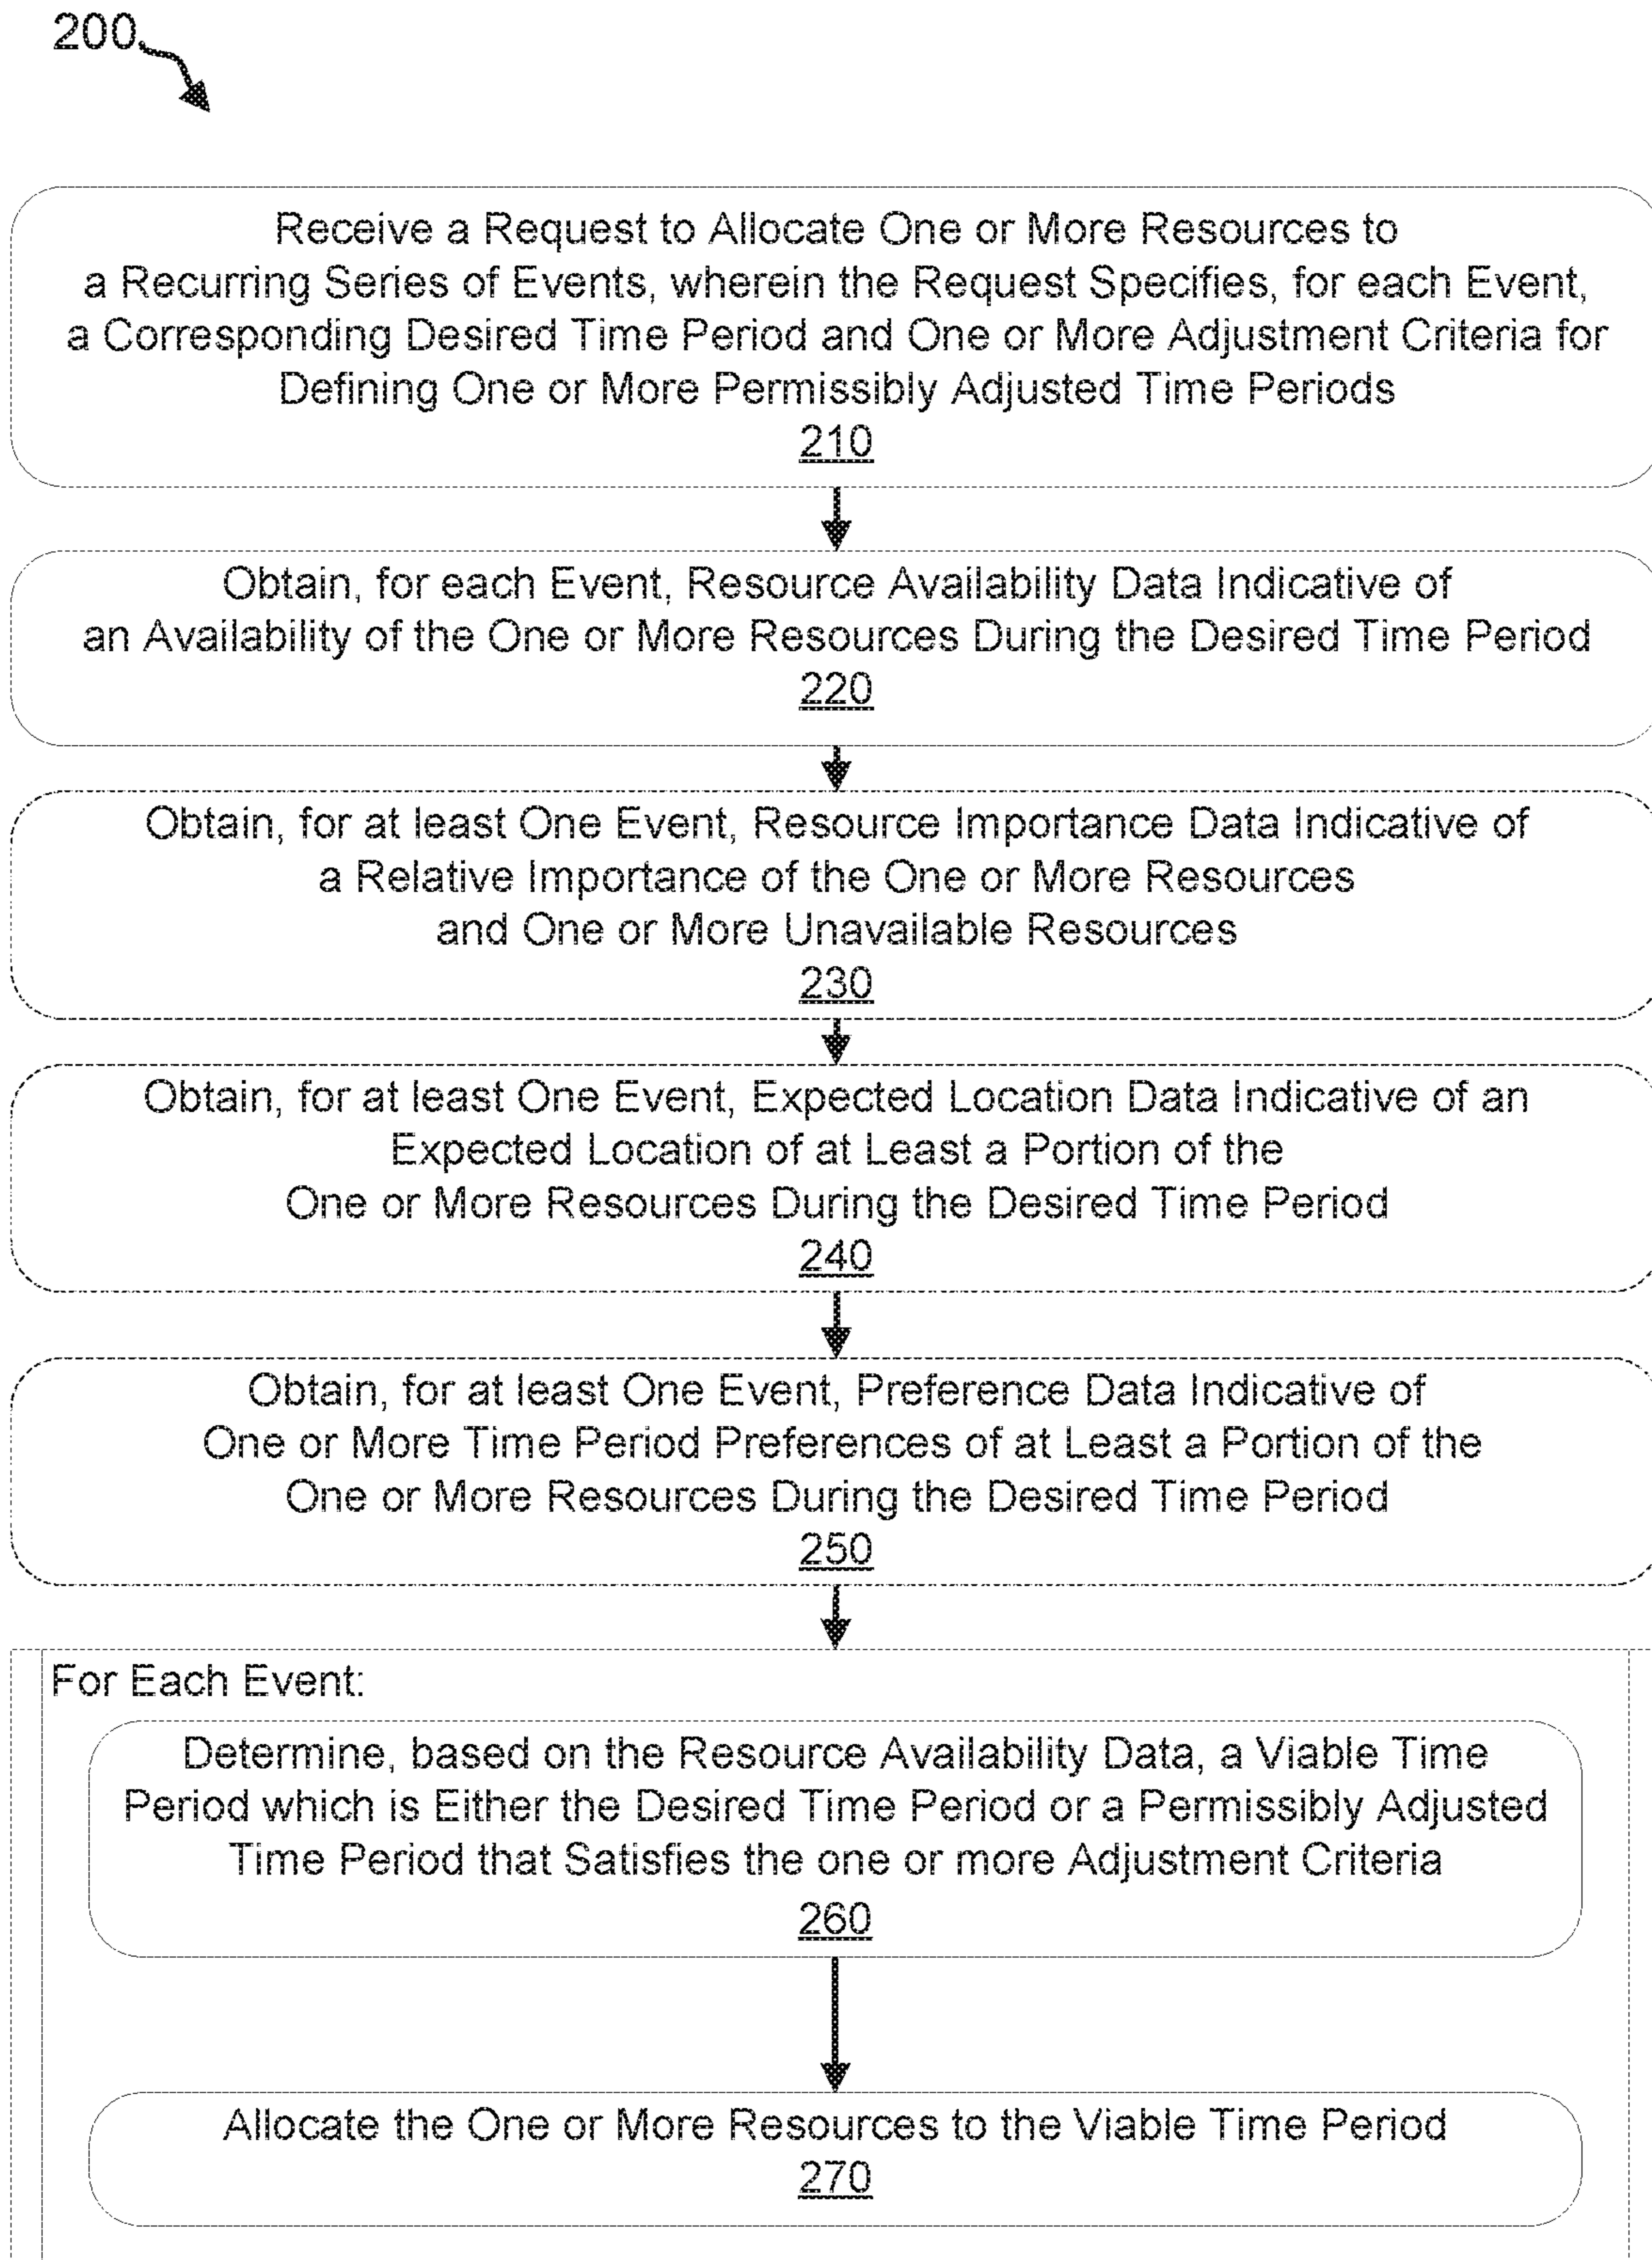 200
Receive a Request to Allocate One or More Resources to
a Recurring Series of Events, wherein the Request Specifies, for each Event,
a Corresponding Desired Time Period and One or More Adjustment Criteria for
Defining One or More Permissibly Adjusted Time Periods
210
Obtain, for each Event, Resource Availability Data Indicative of
an Availability of the One or More Resources During the Desired Time Period
220
Obtain, for at least One Event, Resource Importance Data Indicative of
a Relative Importance of the One or More Resources
and One or More Unavailable Resources
230
Obtain, for at least One Event, Expected Location Data Indicative of an
Expected Location of at Least a Portion of the
One or More Resources During the Desired Time Period
240
Obtain, for at least One Event, Preference Data Indicative of
One or More Time Period Preferences of at Least a Portion of the
One or More Resources During the Desired Time Period
250
For Each Event:
Determine, based on the Resource Availability Data, a Viable Time
Period which is Either the Desired Time Period or a Permissibly Adjusted
Time Period that Satisfies the one or more Adjustment Criteria
260
Allocate the One or More Resources to the Viable Time Period
270